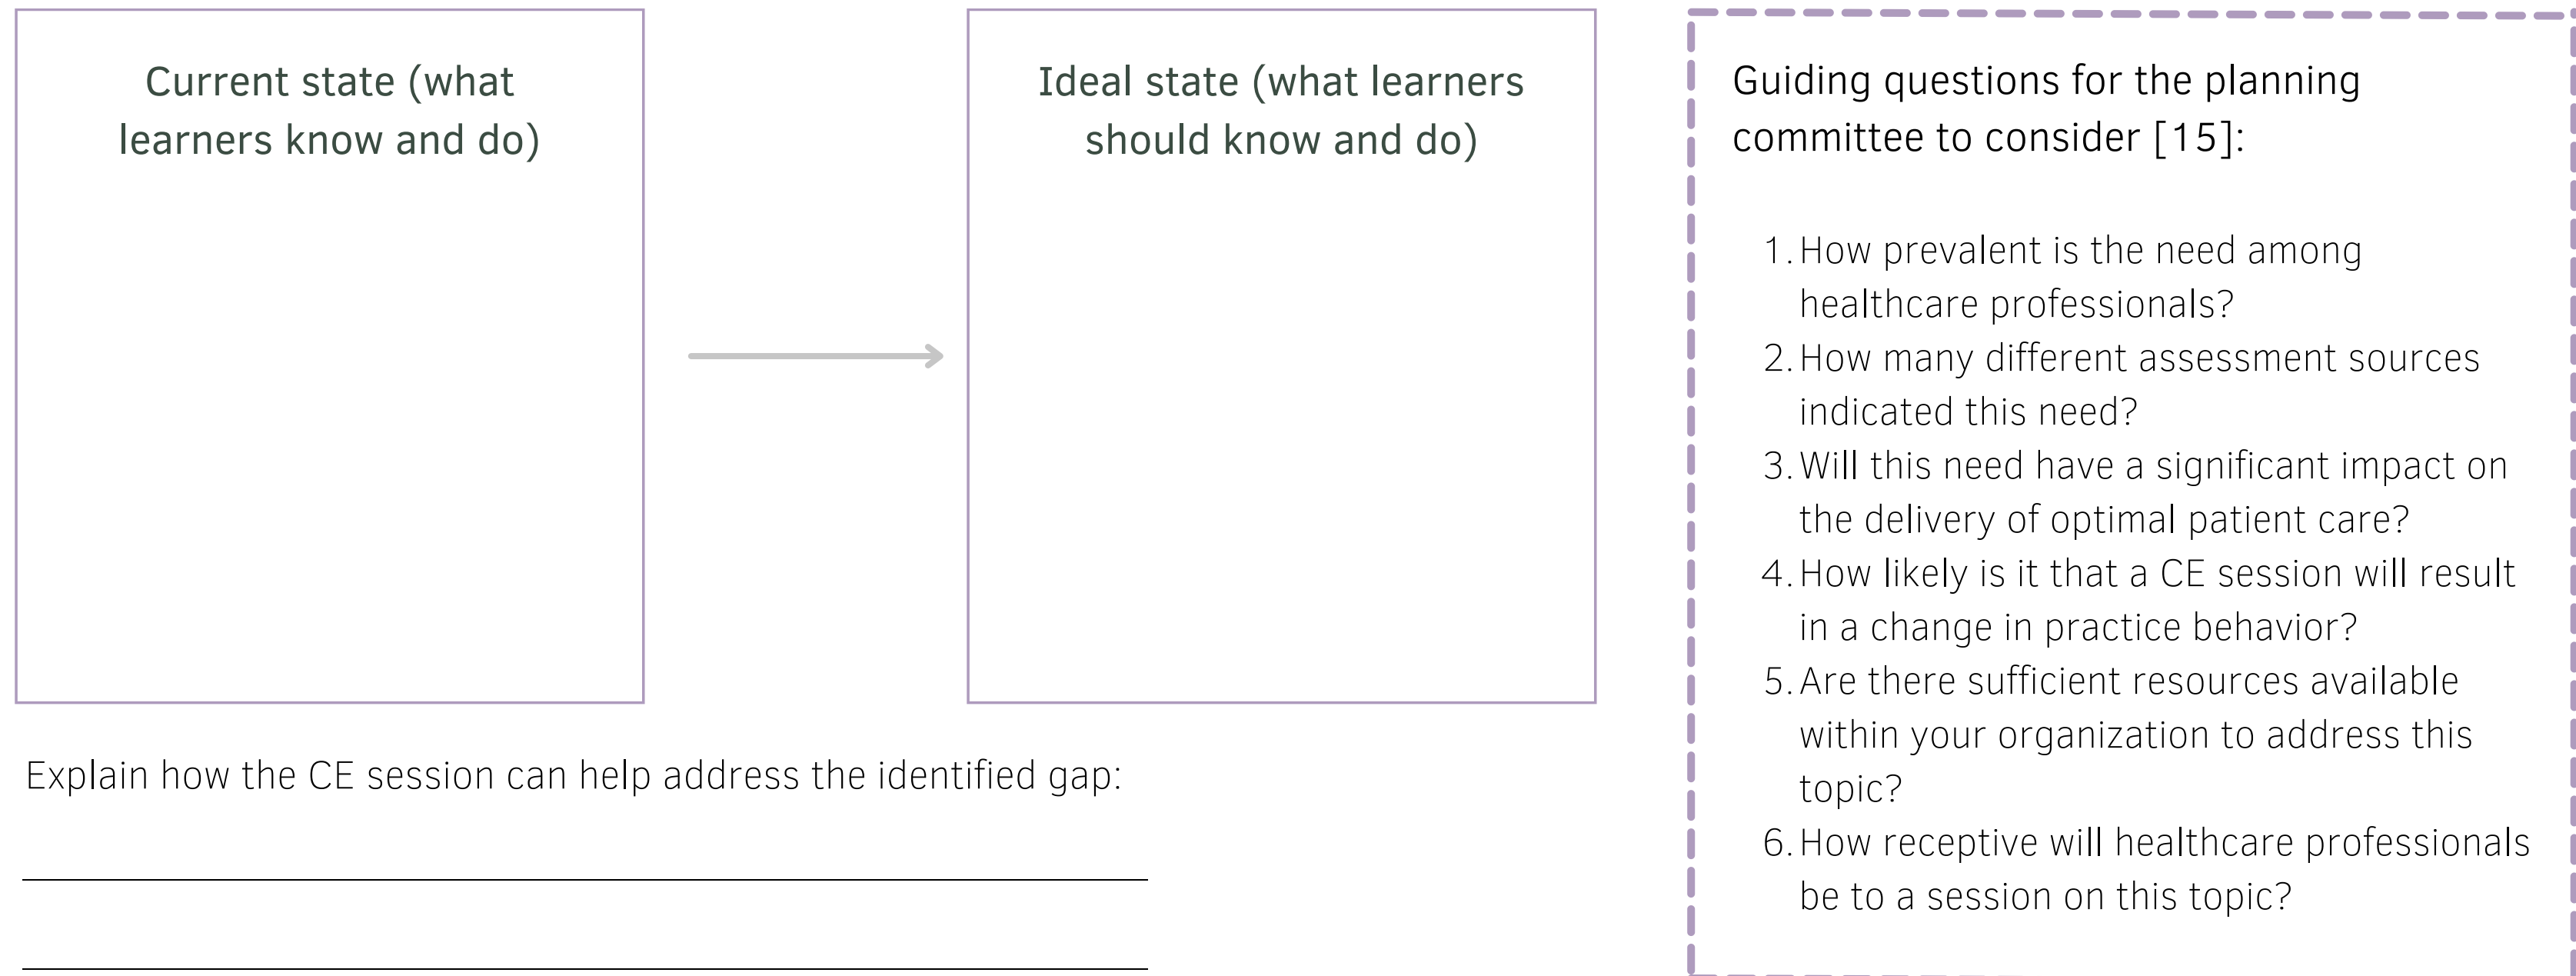 Current state (what
learners know and do)
Ideal state (what learners
should know and do)
Explain how the CE session can help address the identified gap:
Guiding questions for the planning
committee to consider [15]:
1. How prevalent is the need among
healthcare professionals?
2. How many different assessment sources
indicated this need?
3. Will this need have a significant impact on
the delivery of optimal patient care?
4. How likely is it that a CE session will result
in a change in practice behavior?
5. Are there sufficient resources available
within your organization to address this
topic?
6. How receptive will healthcare professionals
be to a session on this topic?